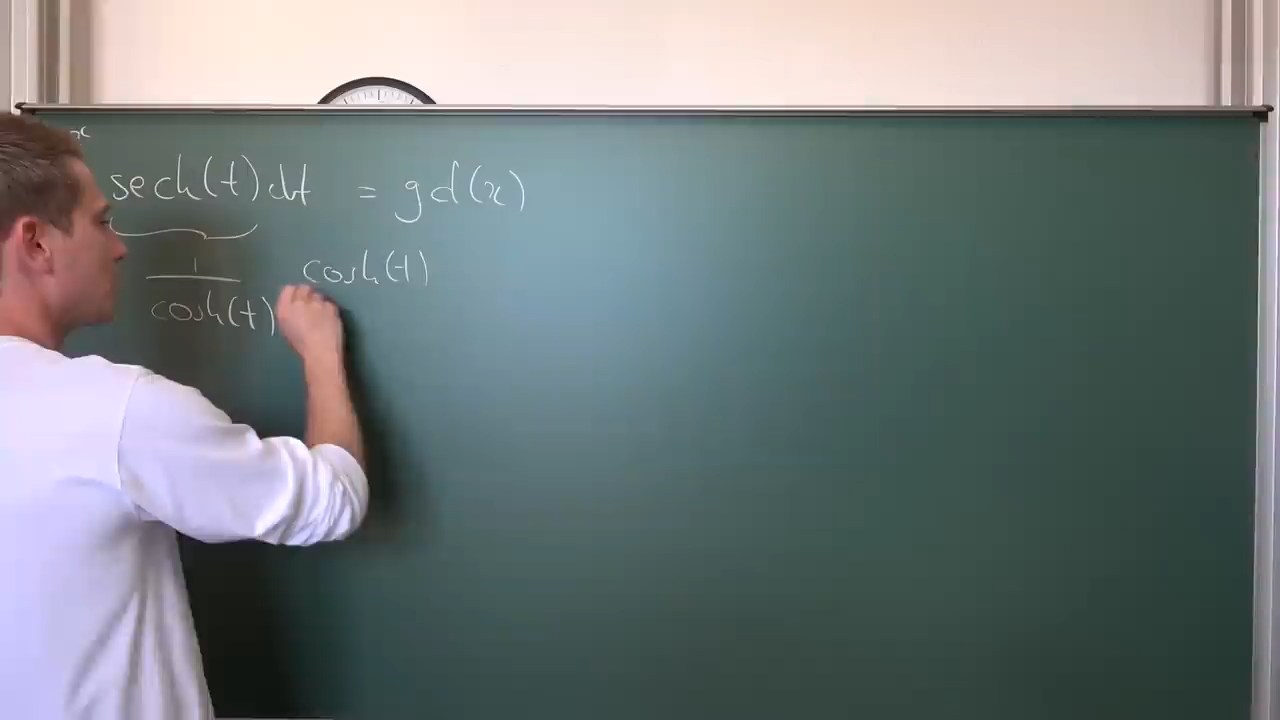 x
sech(t)dt = gd(x)
1 cosh(t)
cosh(t)